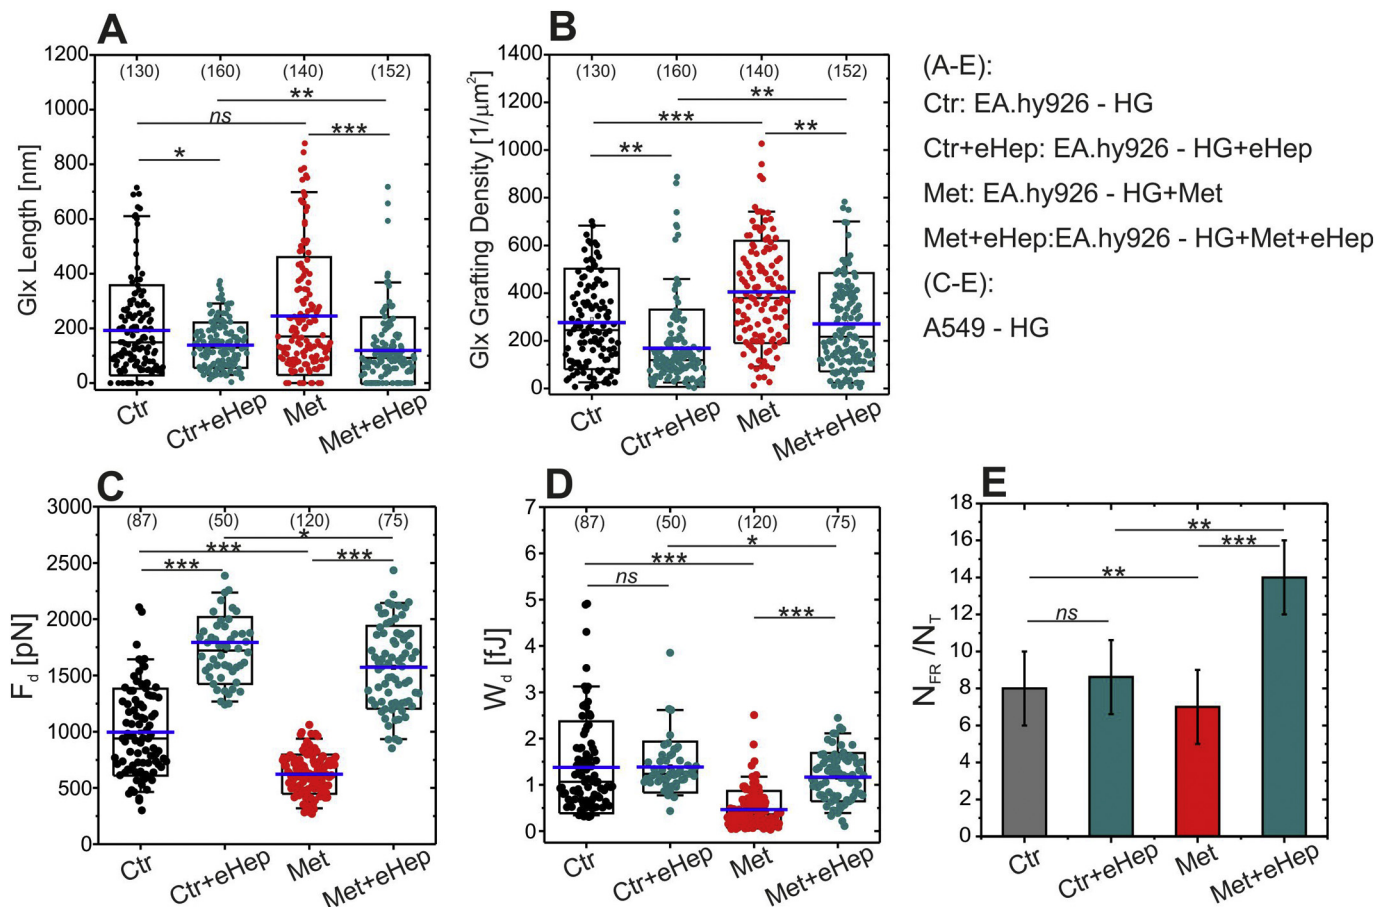 A
1200
1000
800
600
400
200
0
Glx Length [nm]
(130) (160) (140) (152)
**
ns
***
*
Ctr Ctr+eHep Met Met+eHep
B
1400
1200
1000
800
600
400
200
0
Glx Grafting Density [1/µm²]
(130) (160) (140) (152)
**
***
**
**
Ctr Ctr+eHep Met Met+eHep
(A-E):
Ctr: EA.hy926 - HG
Ctr+eHep: EA.hy926 - HG+eHep
Met: EA.hy926 - HG+Met
Met+eHep:EA.hy926 - HG+Met+eHep
(C-E):
A549 - HG
C
3000
2500
2000
1500
1000
500
0
F_d [pN]
(87) (50) (120) (75)
*
***
***
***
Ctr Ctr+eHep Met Met+eHep
D
7
6
5
4
3
2
1
0
W_d [fJ]
(87) (50) (120) (75)
*
***
ns
***
Ctr Ctr+eHep Met Met+eHep
E
18
16
14
12
10
8
6
4
2
0
N_FR /N_T
**
***
**
ns
Ctr Ctr+eHep Met Met+eHep